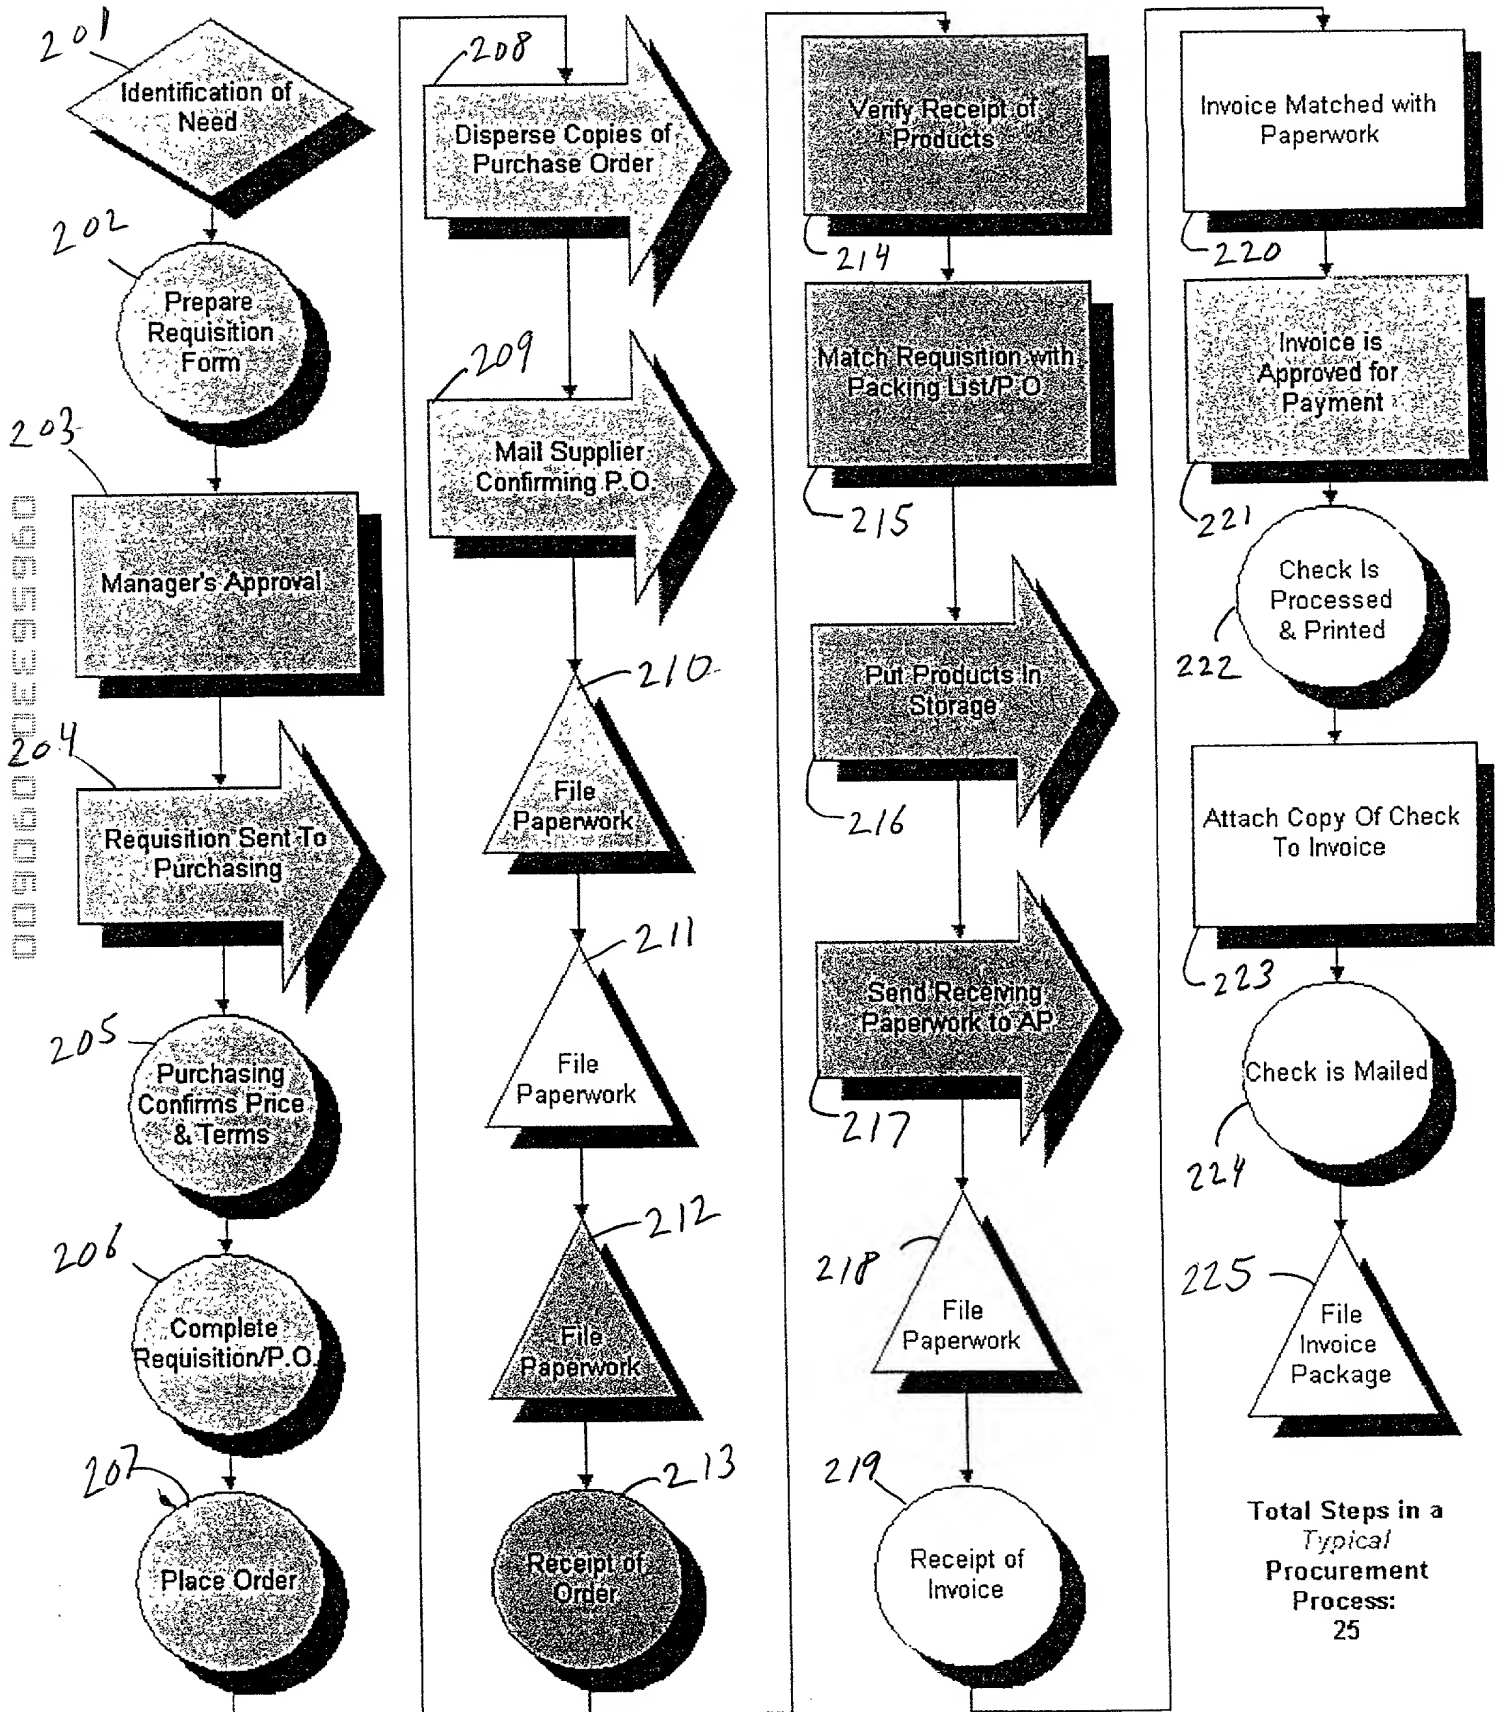 201
Identification of
Need
202
Prepare
Requisition
Form
203
Manager's Approval
204
Requisition Sent To
Purchasing
205
Purchasing
Confirms Price
& Terms
206
Complete
Requisition/P.O.
207
Place Order
208
Disperse Copies of
Purchase Order
209
Mail Supplier
Confirming P.O.
210
File
Paperwork
211
File
Paperwork
212
File
Paperwork
213
Receipt of
Order
Verify Receipt of
Products
214
Match Requisition with
Packing List/P.O
215
Put Products In
Storage
216
Send Receiving
Paperwork to AP
217
218
File
Paperwork
219
Receipt of
Invoice
Invoice Matched with
Paperwork
220
Invoice is
Approved for
Payment
221
Check Is
Processed
& Printed
222
Attach Copy Of Check
To Invoice
223
Check is Mailed
224
225
File
Invoice
Package
Total Steps in a
Typical
Procurement
Process:
25